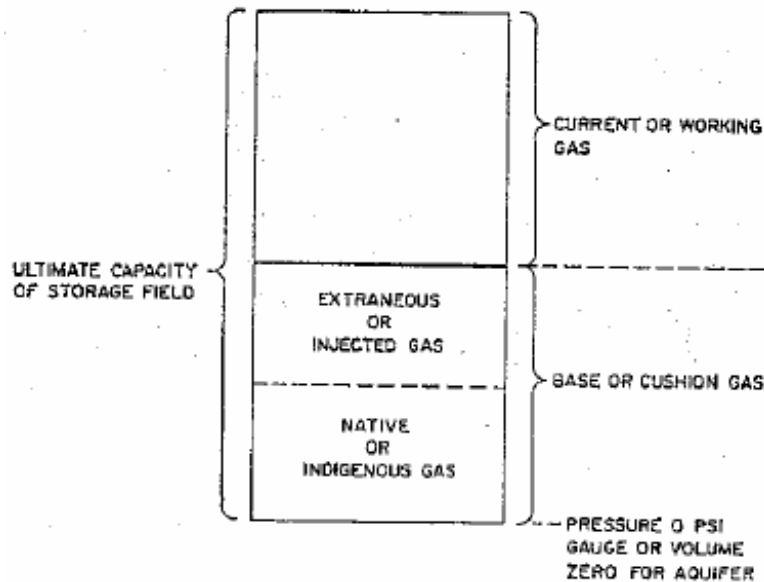 CURRENT OR WORKING
GAS
ULTIMATE CAPACITY
OF STORAGE FIELD
EXTRANEOUS
OR
INJECTED GAS
BASE OR CUSHION GAS
NATIVE
OR
INDIGENOUS GAS
PRESSURE O PSI
GAUGE OR VOLUME
ZERO FOR AQUIFER